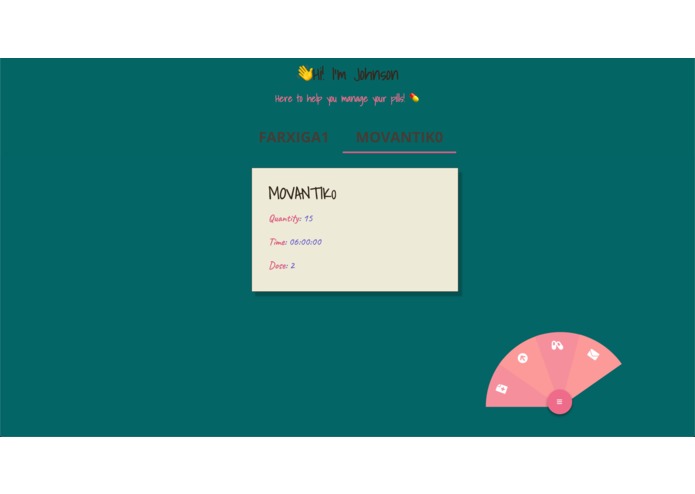 👋Hi! I'm Johnson
Here to help you manage your pills! 💊
FARXIGA1 MOVANTIK0
MOVANTIK0
Quantity: 15
Time: 06:00:00
Dose: 2